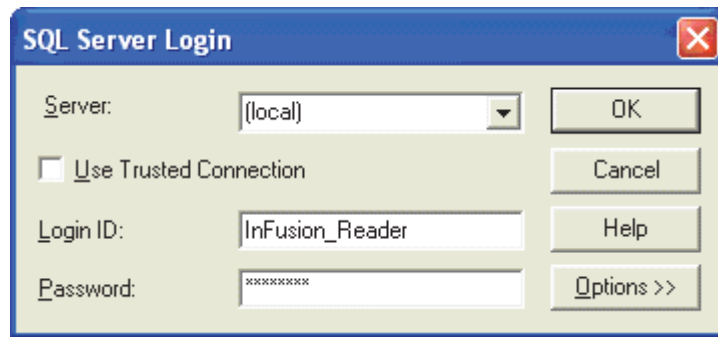 SQL Server Login
Server: (local) OK
Use Trusted Connection Cancel
Login ID: InFusion_Reader Help
Password: ******** Options >>